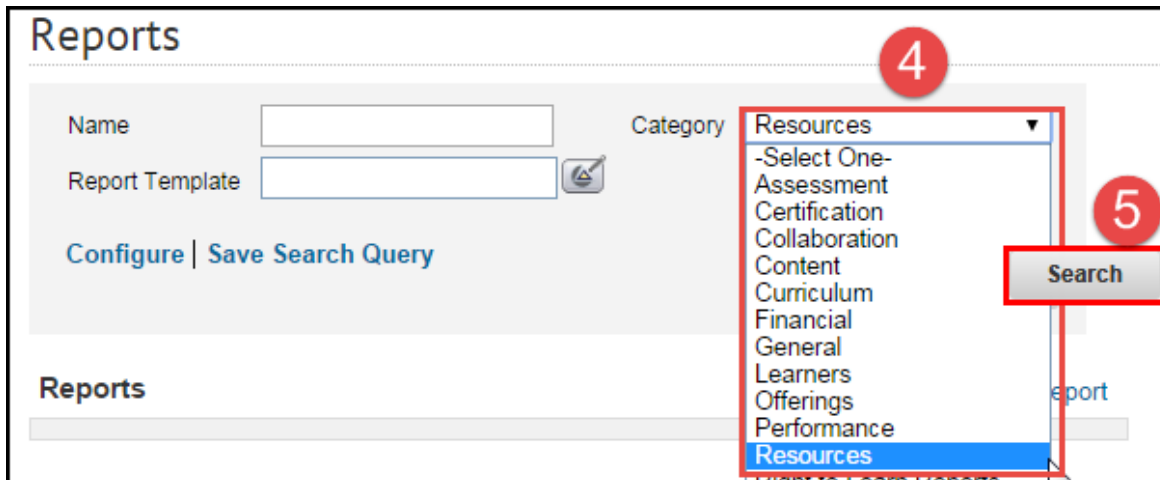 Reports
4
Name
Category
Resources
Report Template
-Select One-
Assessment
Certification
Collaboration
Content
Curriculum
Financial
General
Learners
Offerings
Performance
Resources
5
Configure | Save Search Query
Search
Reports
eport